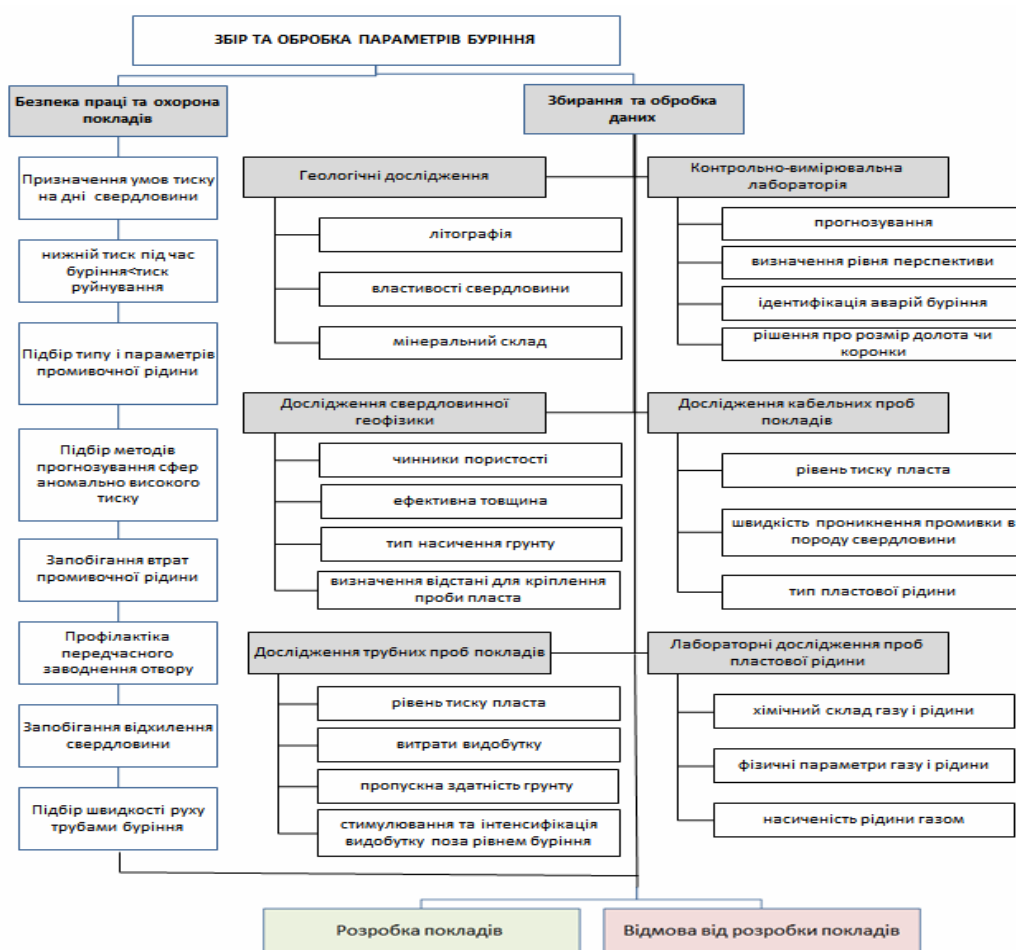 ЗБІР ТА ОБРОБКА ПАРАМЕТРІВ БУРІННЯ
Безпека праці та охорона
покладів
Призначення умов тиску
на дні свердловини
нижній тиск під час
буріння<тиск
руйнування
Підбір типу і параметрів
промивочної рідини
Підбір методів
прогнозування сфер
аномально високого
тиску
Запобігання втрат
промивочної рідини
Профілактика
передчасного
заводнення отвору
Запобігання відхилення
свердловини
Підбір швидкості руху
трубами буріння
Збирання та обробка
даних
Геологічні дослідження
літографія
властивості свердловини
мінеральний склад
Контрольно-вимірювальна
лабораторія
прогнозування
визначення рівня перспективи
ідентифікація аварій буріння
рішення про розмір долота чи
коронки
Дослідження свердловинної
геофізики
чинники пористості
ефективна товщина
тип насичення грунту
визначення відстані для кріплення
проби пласта
Дослідження кабельних проб
покладів
рівень тиску пласта
швидкість проникнення промивки в
породу свердловини
тип пластової рідини
Дослідження трубних проб покладів
рівень тиску пласта
витрати видобутку
пропускна здатність грунту
стимулювання та інтенсифікація
видобутку поза рівнем буріння
Лабораторні дослідження проб
пластової рідини
хімічний склад газу і рідини
фізичні параметри газу і рідини
насиченість рідини газом
Розробка покладів
Відмова від розробки покладів